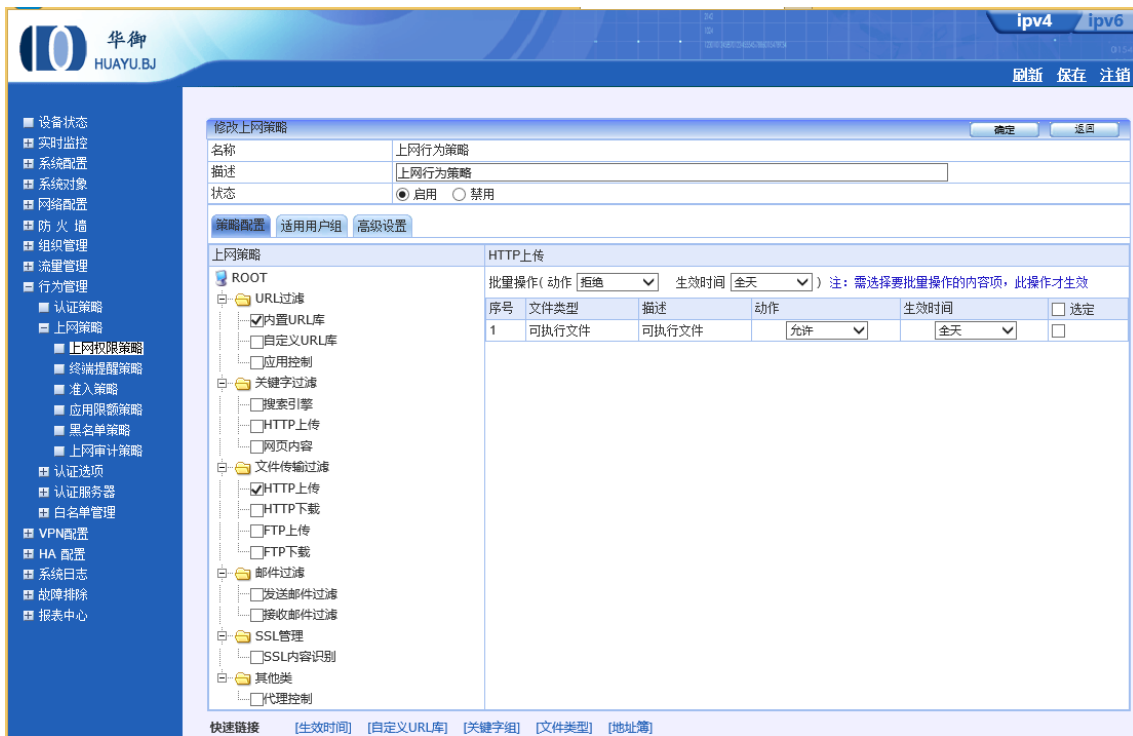 ipv4 ipv6
华御
HUAYU.BJ
刷新 保存 注销
设备状态
实时监控
系统配置
系统对象
网络配置
防 火 墙
组织管理
流里管理
行为管理
认证策略
上网策略
上网权限策略
终端提醒策略
准入策略
应用限额策略
黑名单策略
上网审计策略
认证选项
认证服务器
白名单管理
VPN配置
HA 配置
系统日志
故障排除
报表中心
修改上网策略 确定 返回
名称 上网行为策略
描述 上网行为策略
状态 启用 禁用
策略配置 适用用户组 高级设置
上网策略 HTTP上传
ROOT
URL过滤
内置URL库
自定义URL库
应用控制
关键字过滤
搜索引擎
HTTP上传
网页内容
文件传输过滤
HTTP上传
HTTP下载
FTP上传
FTP下载
邮件过滤
发送邮件过滤
接收邮件过滤
SSL管理
SSL内容识别
其他类
代理控制
批量操作( 动作 拒绝 生效时间 全天 ) 注：需选择要批量操作的内容项，此操作才生效
序号 文件类型 描述 动作 生效时间 选定
1 可执行文件 可执行文件 允许 全天
快速链接 [生效时间] [自定义URL库] [关键字组] [文件类型] [地址簿]